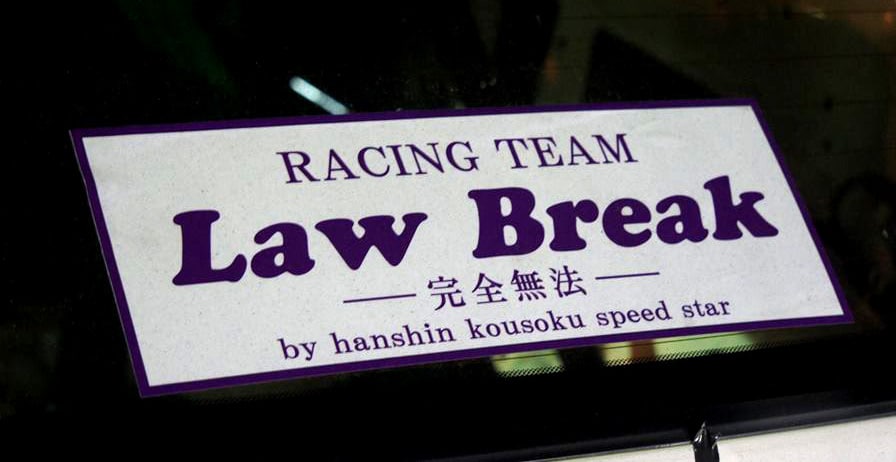 RACING TEAM
Law Break
完全無法
by hanshin kousoku speed star